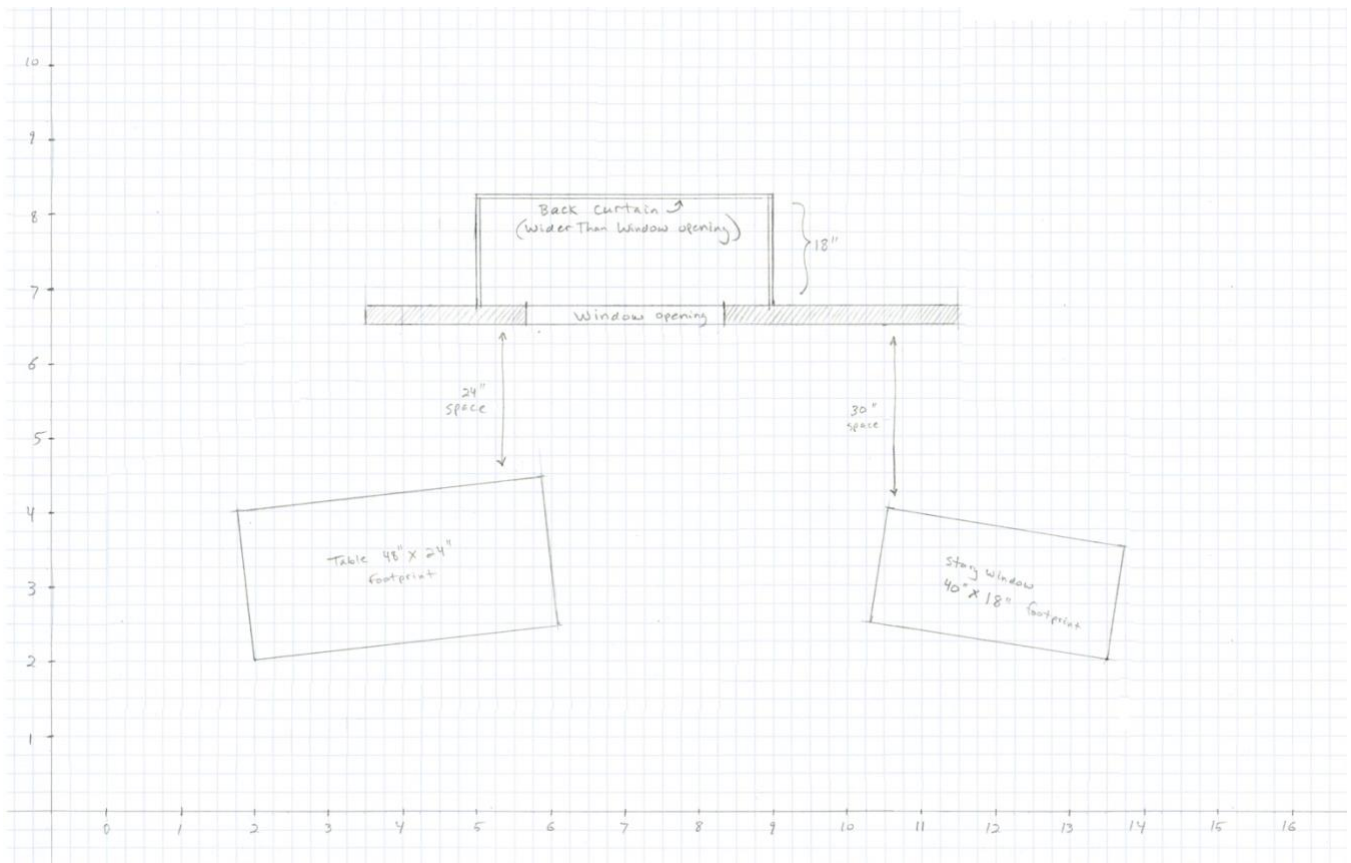 10
9
8
7
6
5
4
3
2
1
Back Curtain
(Wider Than Window opening)
18"
Window opening
24"
space
30"
space
Table 48" x 24"
footprint
Story window
40" x 18" footprint
0 1 2 3 4 5 6 7 8 9 10 11 12 13 14 15 16